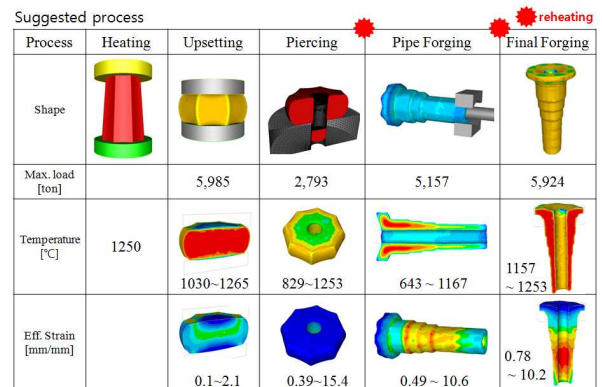 Suggested process
reheating
Process Heating Upsetting Piercing Pipe Forging Final Forging
Shape
Max. load
[ton]
5,985 2,793 5,157 5,924
Temperature
[℃]
1250
1030~1265 829~1253 643 ~ 1167
1157
~ 1253
Eff. Strain
[mm/mm]
0.1~2.1 0.39~15.4 0.49 ~ 10.6
0.78
~ 10.2